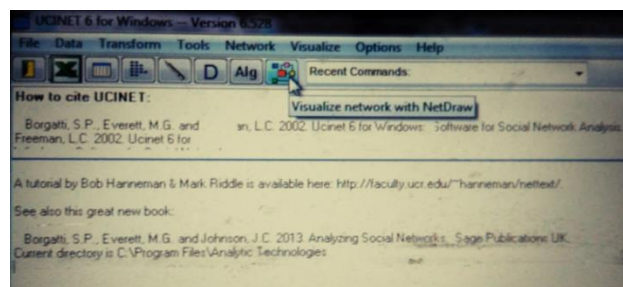 UCINET 6 for Windows — Version 6.528
File Data Transform Tools Network Visualize Options Help
D Alg Recent Commands:
Visualize network with NetDraw
How to cite UCINET:
Borgatti, S.P., Everett, M.G. and an, L.C. 2002. Ucinet 6 for Windows: Software for Social Network Analysis.
Freeman, L.C. 2002. Ucinet 6 for
A tutorial by Bob Hanneman & Mark Riddle is available here: http://faculty.ucr.edu/~hanneman/nettext/
See also this great new book:
Borgatti, S.P., Everett, M.G. and Johnson, J.C. 2013. Analyzing Social Networks. Sage Publications UK.
Current directory is C:\Program Files\Analytic Technologies